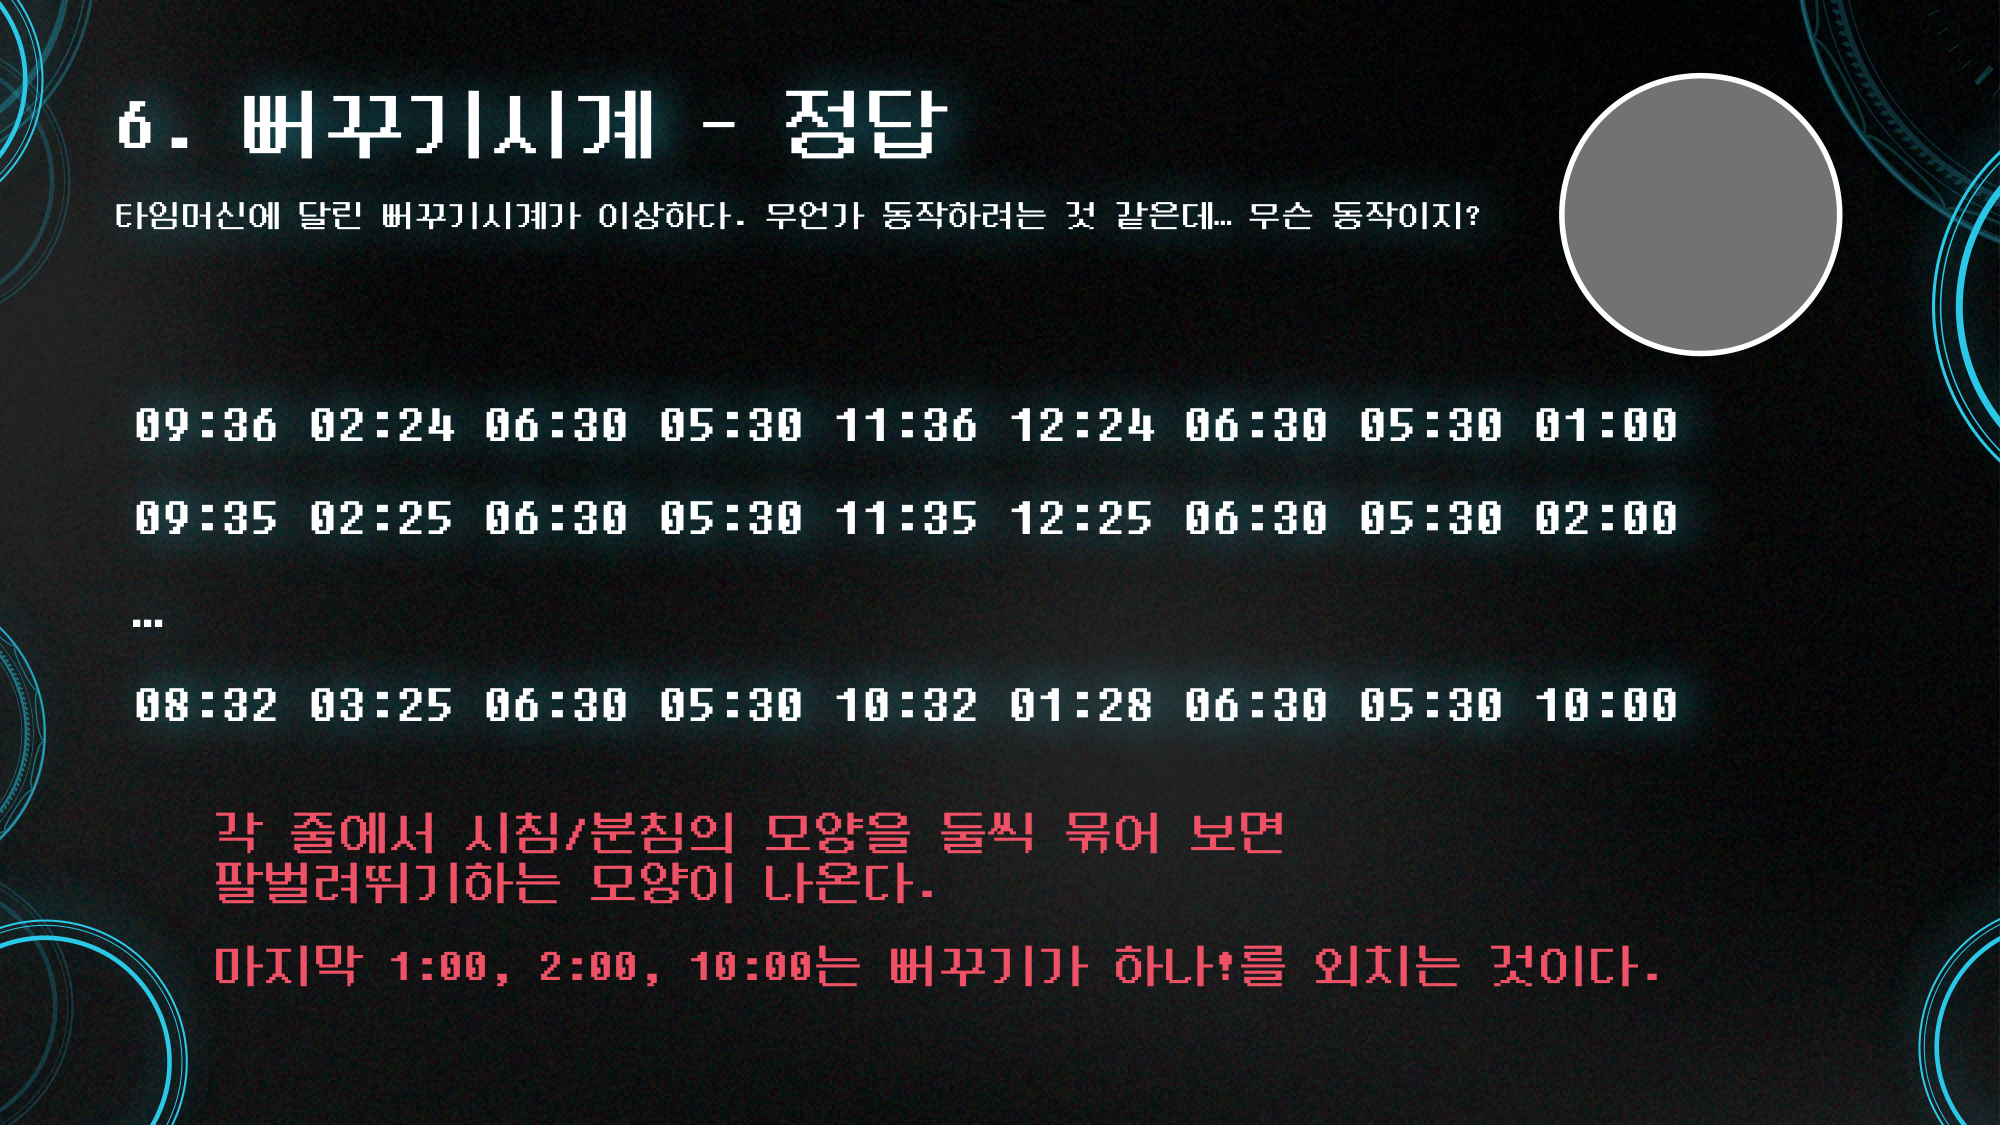 6. 뻐꾸기시계 - 정답
타임머신에 달린 뻐꾸기시계가 이상하다. 무언가 동작하려는 것 같은데… 무슨 동작이지?
09:36 02:24 06:30 05:30 11:36 12:24 06:30 05:30 01:00
09:35 02:25 06:30 05:30 11:35 12:25 06:30 05:30 02:00
…
08:32 03:25 06:30 05:30 10:32 01:28 06:30 05:30 10:00
각 줄에서 시침/분침의 모양을 둘씩 묶어 보면
팔벌려뛰기하는 모양이 나온다.
마지막 1:00, 2:00, 10:00는 뻐꾸기가 하나!를 외치는 것이다.